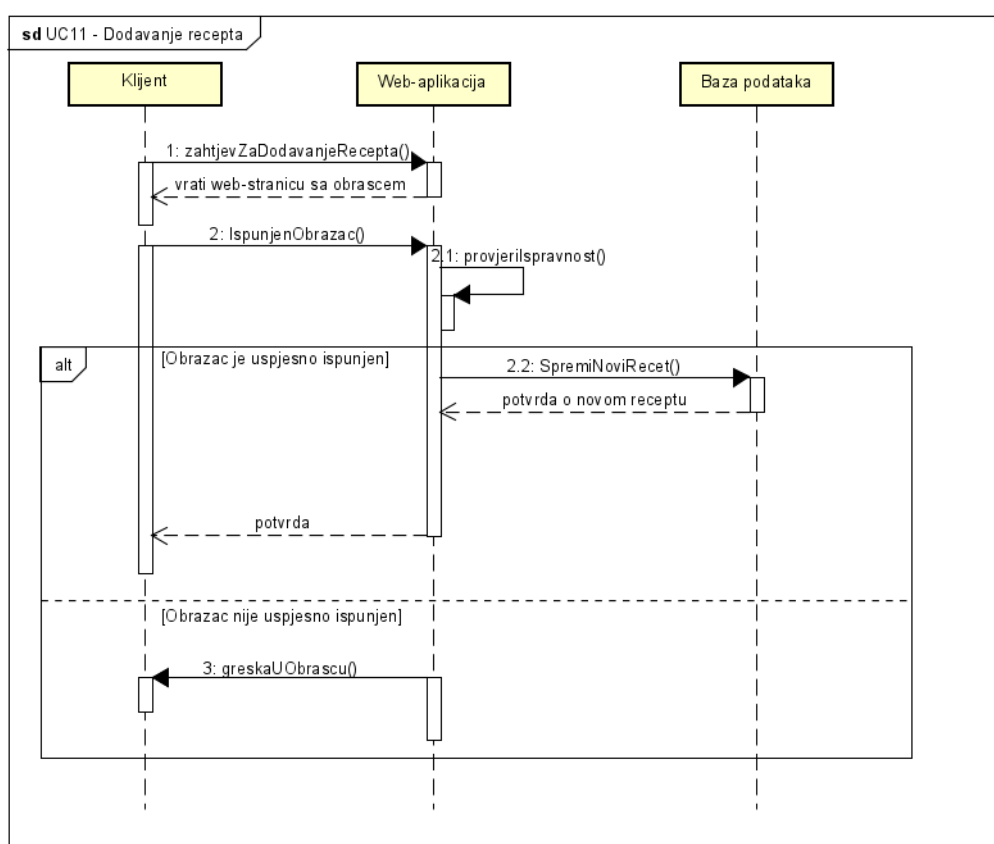 sd UC11 - Dodavanje recepta
Klijent
Web-aplikacija
Baza podataka
1: zahtjevZaDodavanjeRecepta()
vrati web-stranicu sa obrascem
2: IspunjenObrazac()
2.1: provjeriIspravnost()
alt
[Obrazac je uspjesno ispunjen]
2.2: SpremiNoviRecet()
potvrda o novom receptu
potvrda
[Obrazac nije uspjesno ispunjen]
3: greskaUObrascu()